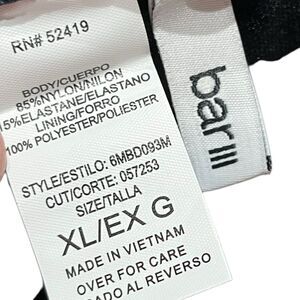 RN# 52419
BODY/CUERPO
85%NYLON/NILON
15%ELASTANE/ELASTANO
LINING/FORRO
100% POLYESTER/POLIESTER
STYLE/ESTILO: 6MBD093M
CUT/CORTE: 057253
SIZE/TALLA
XL/EX G
MADE IN VIETNAM
OVER FOR CARE
ADO AL REVERSO
bar III